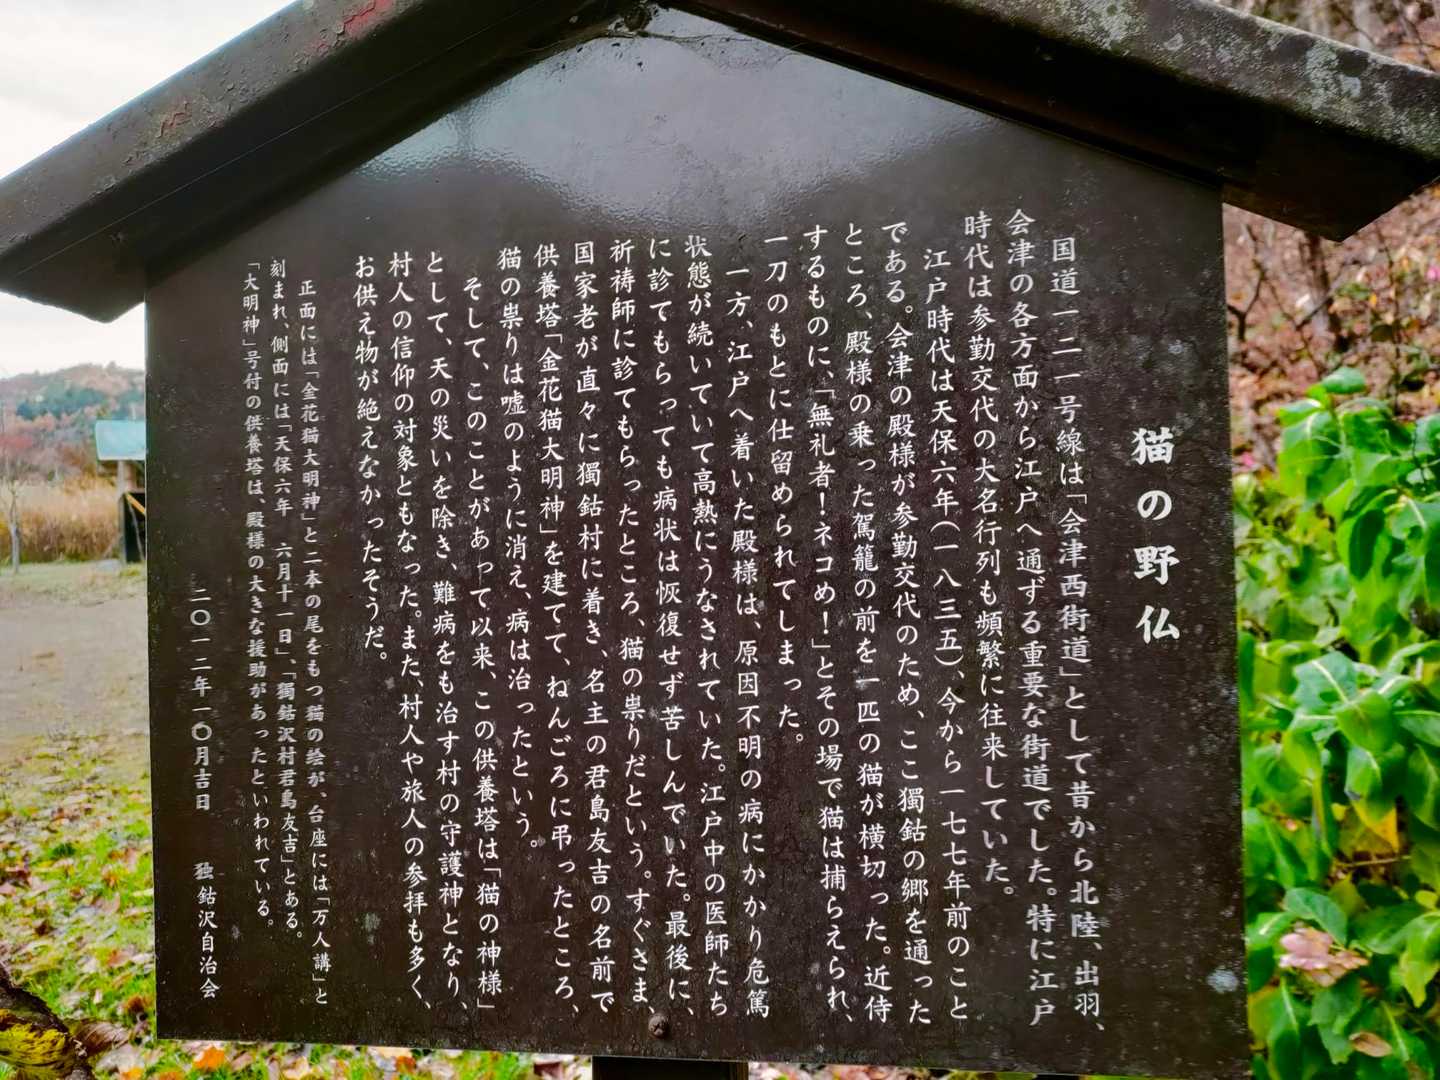 猫の野仏
国道一二一号線は「会津西街道」として昔から北陸、出羽、
会津の各方面から江戸へ通ずる重要な街道でした。特に江戸
時代は参勤交代の大名行列も頻繁に往来していた。
江戸時代は天保六年（一八三五）、今から一七七年前のこと
である。会津の殿様が参勤交代のため、ここ獨鈷の郷を通った
ところ、殿様の乗った駕籠の前を一匹の猫が横切った。近侍
するものに、「無礼者！ネコめ！」とその場で猫は捕らえられ、
一刀のもとに仕留められてしまった。
一方、江戸へ着いた殿様は、原因不明の病にかかり危篤
状態が続いていて高熱にうなされていた。江戸中の医師たち
に診てもらっても病状は恢復せず苦しんでいた。最後に、
祈祷師に診てもらったところ、猫の祟りだという。すぐさま、
国家老が直々に獨鈷村に着き、名主の君島友吉の名前で
供養塔「金花猫大明神」を建てて、ねんごろに弔ったところ、
猫の祟りは嘘のように消え、病は治ったという。
そして、このことがあって以来、この供養塔は「猫の神様」
として、天の災いを除き、難病をも治す村の守護神となり、
村人の信仰の対象ともなった。また、村人や旅人の参拝も多く、
お供え物が絶えなかったそうだ。
正面には「金花猫大明神」と二本の尾をもつ猫の絵が、台座には「万人講」と
刻まれ、側面には「天保六年　六月十一日」、「獨鈷沢村君島友吉」とある。
「大明神」号付の供養塔は、殿様の大きな援助があったといわれている。
二〇一二年一〇月吉日　独鈷沢自治会